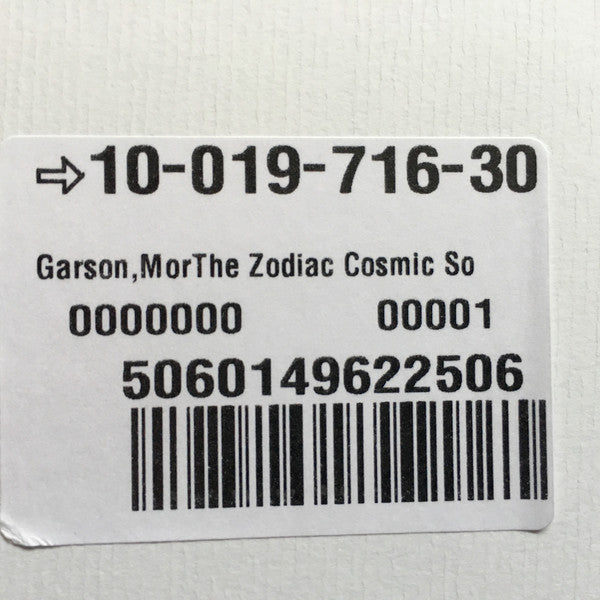 ⇨10-019-716-30
Garson,MorThe Zodiac Cosmic So
0000000 00001
5060149622506